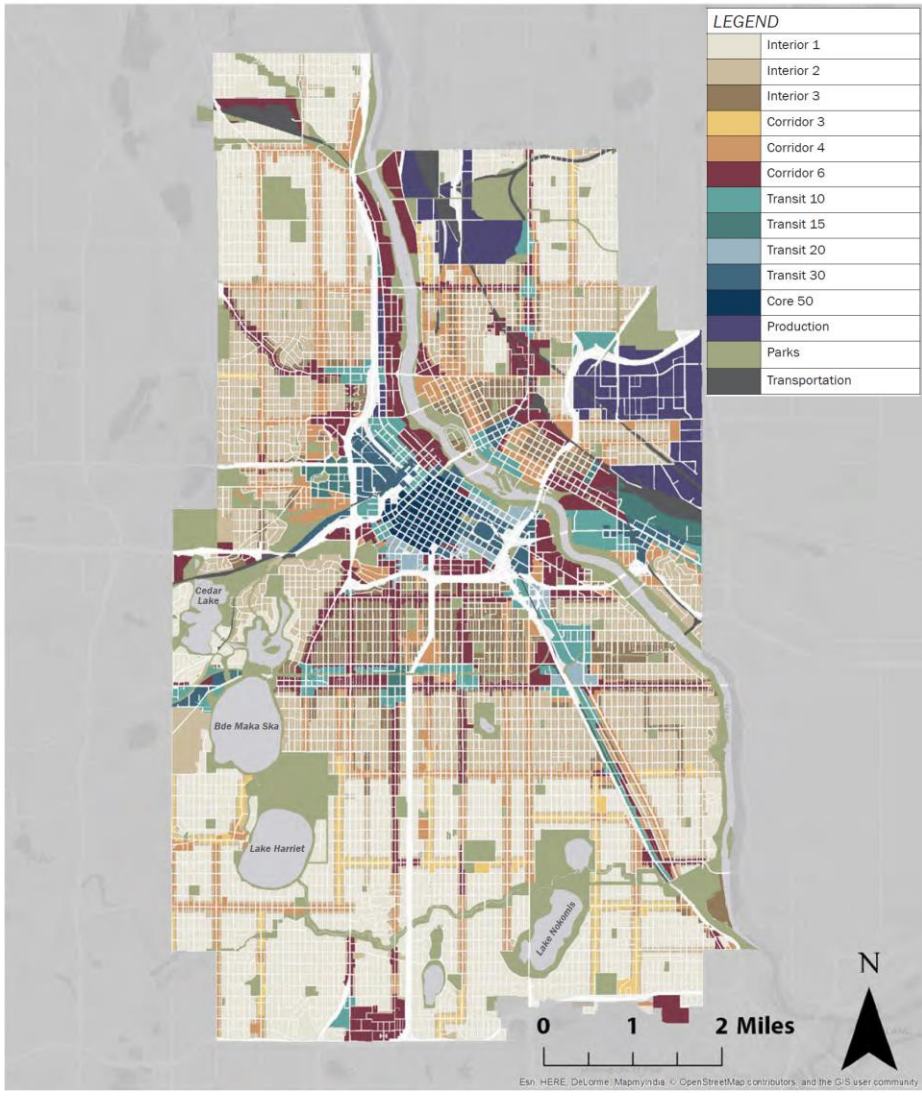 LEGEND
Interior 1
Interior 2
Interior 3
Corridor 3
Corridor 4
Corridor 6
Transit 10
Transit 15
Transit 20
Transit 30
Core 50
Production
Parks
Transportation
Cedar
Lake
Bde Maka Ska
Lake Harriet
Lake Nokomis
N
0 1 2 Miles
Esri, HERE, DeLorme, MapmyIndia, © OpenStreetMap contributors, and the GIS user community